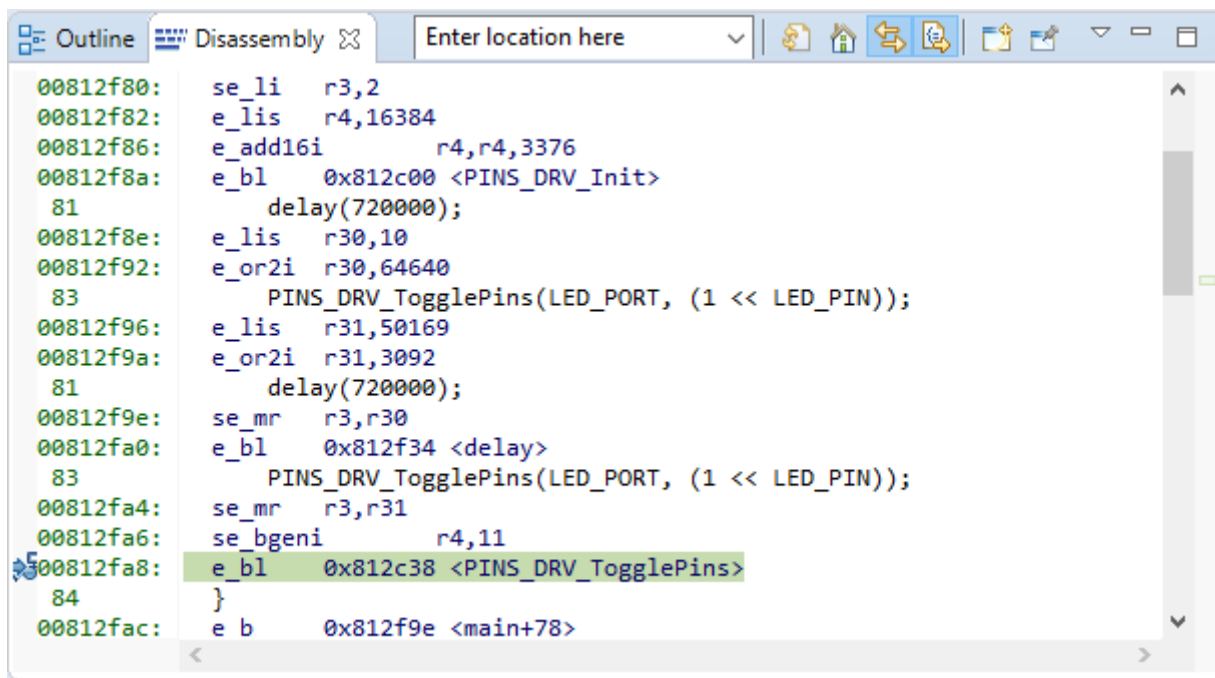 Outline Disassembly Enter location here
00812f80: se_li r3,2
00812f82: e_lis r4,16384
00812f86: e_add16i r4,r4,3376
00812f8a: e_bl 0x812c00 <PINS_DRV_Init>
81 delay(720000);
00812f8e: e_lis r30,10
00812f92: e_or2i r30,64640
83 PINS_DRV_TogglePins(LED_PORT, (1 << LED_PIN));
00812f96: e_lis r31,50169
00812f9a: e_or2i r31,3092
81 delay(720000);
00812f9e: se_mr r3,r30
00812fa0: e_bl 0x812f34 <delay>
83 PINS_DRV_TogglePins(LED_PORT, (1 << LED_PIN));
00812fa4: se_mr r3,r31
00812fa6: se_bgeni r4,11
00812fa8: e_bl 0x812c38 <PINS_DRV_TogglePins>
84 }
00812fac: e_b 0x812f9e <main+78>